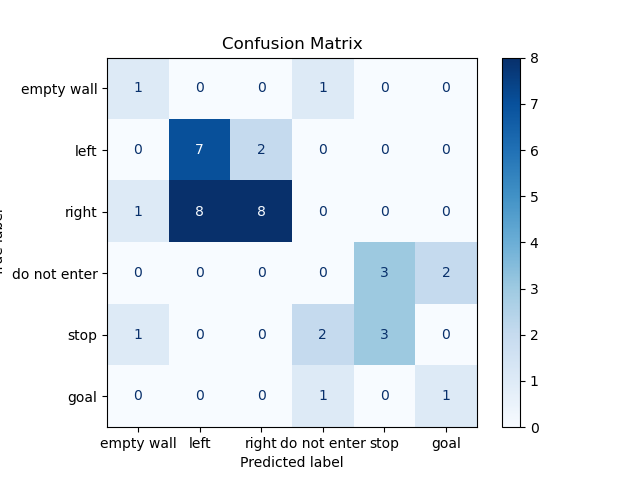 Confusion Matrix
empty wall 1 0 0 1 0 0
left 0 7 2 0 0 0
right 1 8 8 0 0 0
do not enter 0 0 0 0 3 2
stop 1 0 0 2 3 0
goal 0 0 0 1 0 1
empty wall left right do not enter stop goal
Predicted label
8
7
6
5
4
3
2
1
0